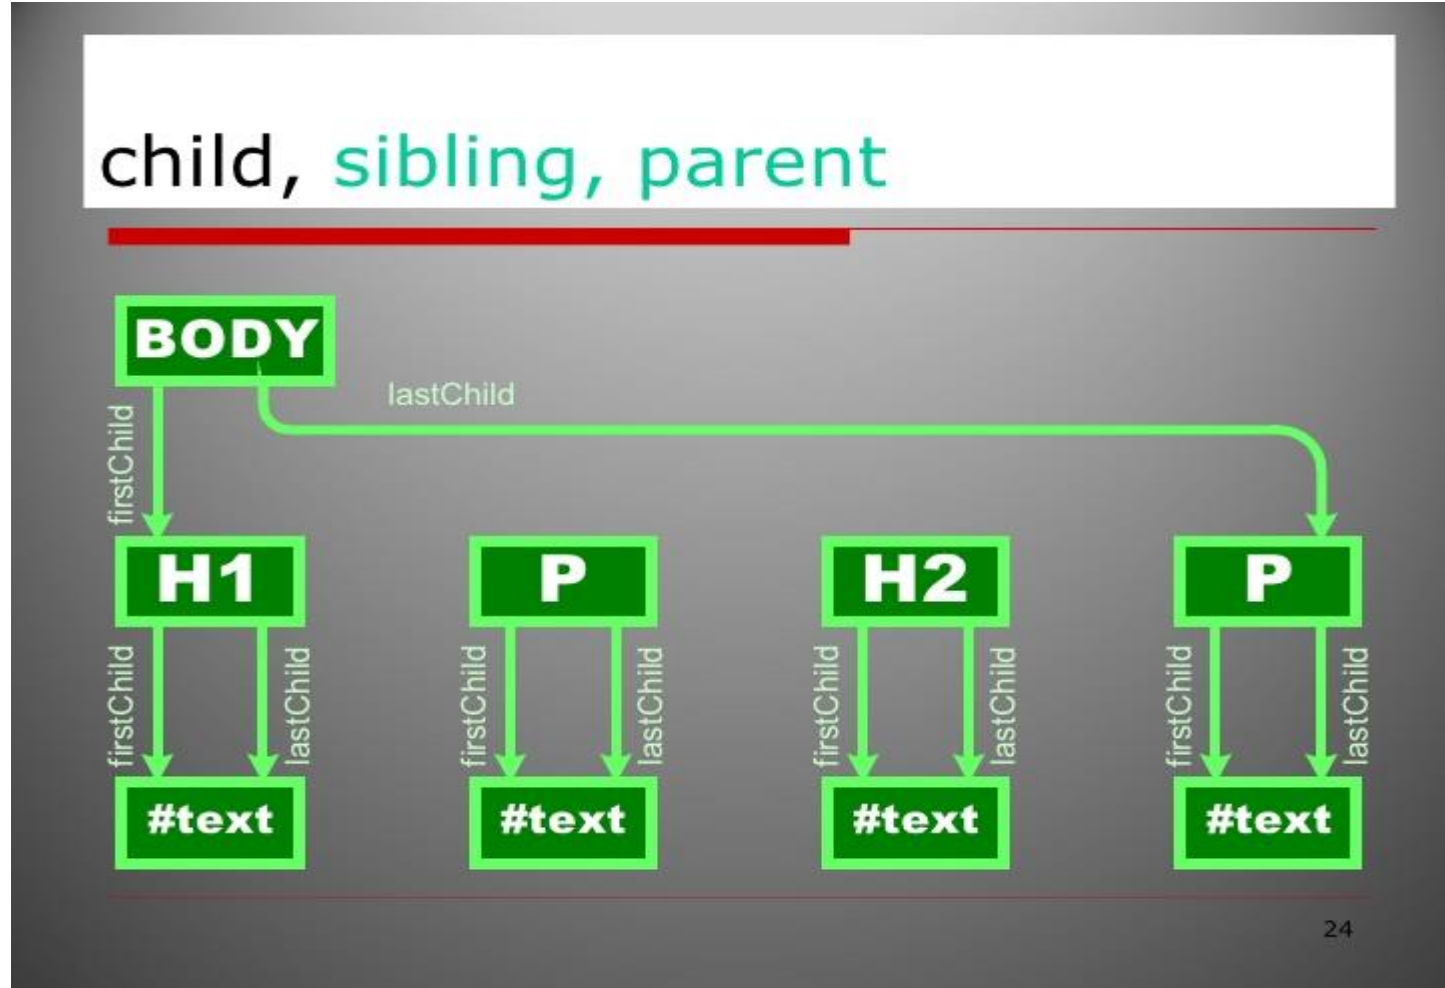 child, sibling, parent
BODY
lastChild
firstChild
H1
P
H2
P
firstChild
lastChild
firstChild
lastChild
firstChild
lastChild
firstChild
lastChild
#text
#text
#text
#text
24